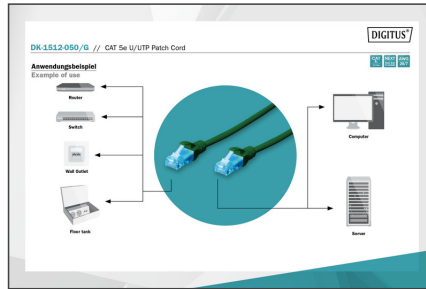 DIGITUS®
DK-1512-050/G // CAT 5e U/UTP Patch Cord
Anwendungsbeispiel
Example of use
Router
Switch
Wall Outlet
Floor tank
Computer
Server